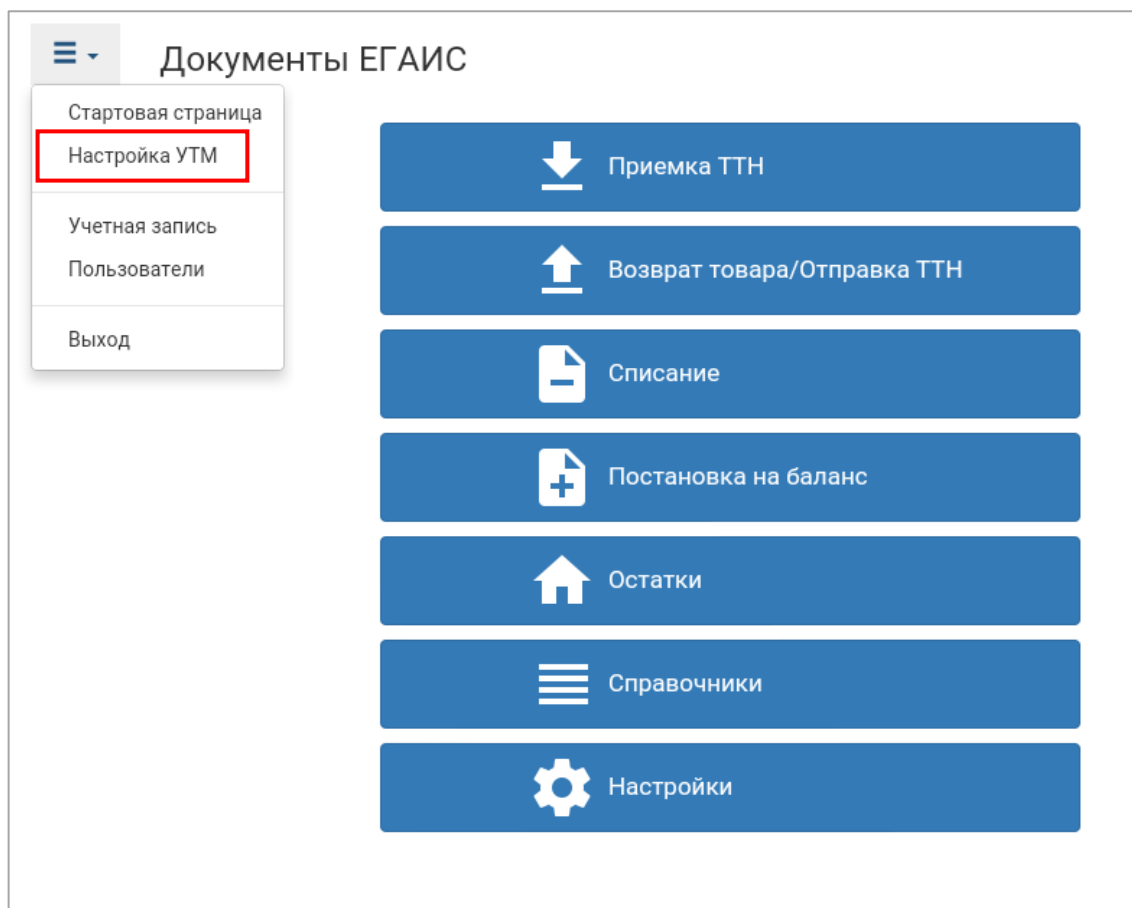 Документы ЕГАИС
Стартовая страница
Настройка УТМ
Учетная запись
Пользователи
Выход
Приемка ТТН
Возврат товара/Отправка ТТН
Списание
Постановка на баланс
Остатки
Справочники
Настройки